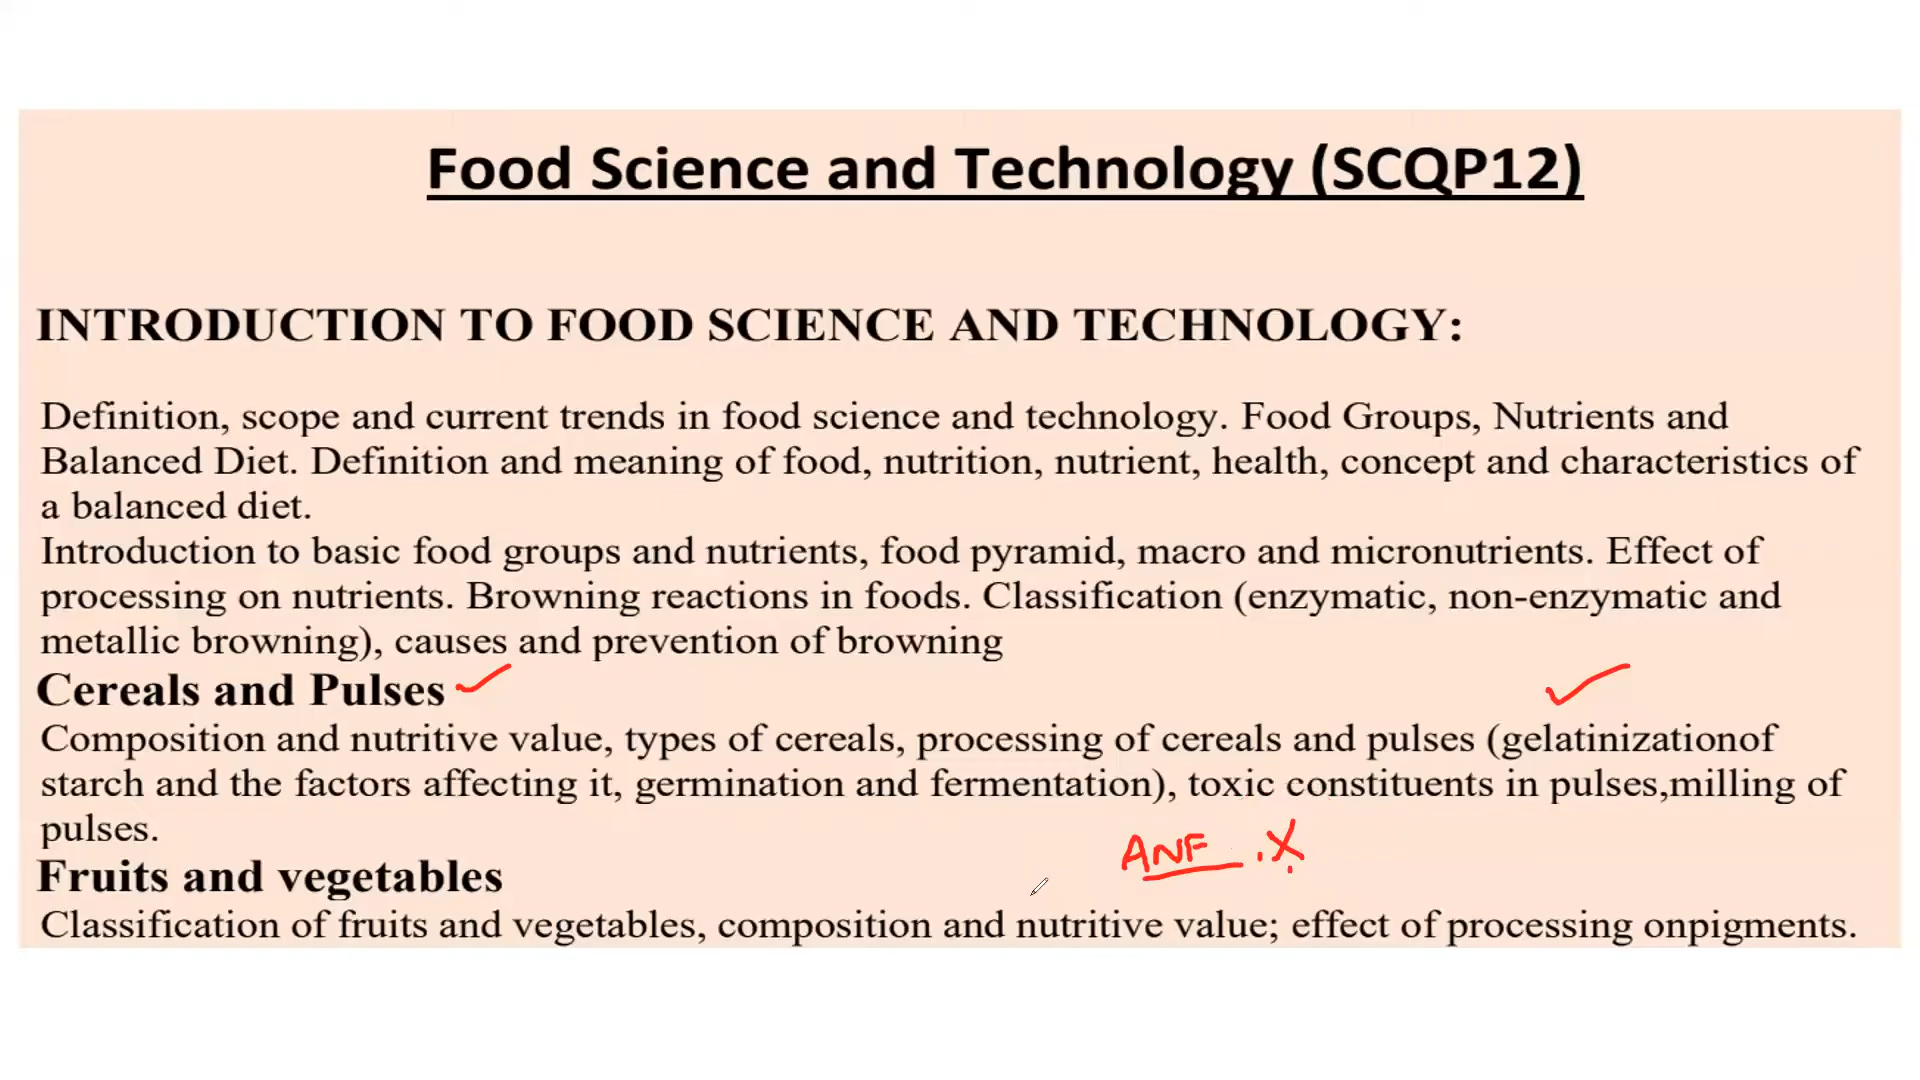 Food Science and Technology (SCQP12)
INTRODUCTION TO FOOD SCIENCE AND TECHNOLOGY:
Definition, scope and current trends in food science and technology. Food Groups, Nutrients and
Balanced Diet. Definition and meaning of food, nutrition, nutrient, health, concept and characteristics of
a balanced diet.
Introduction to basic food groups and nutrients, food pyramid, macro and micronutrients. Effect of
processing on nutrients. Browning reactions in foods. Classification (enzymatic, non-enzymatic and
metallic browning), causes and prevention of browning
Cereals and Pulses
Composition and nutritive value, types of cereals, processing of cereals and pulses (gelatinizationof
starch and the factors affecting it, germination and fermentation), toxic constituents in pulses,milling of
pulses.
ANF . X
Fruits and vegetables
Classification of fruits and vegetables, composition and nutritive value; effect of processing onpigments.